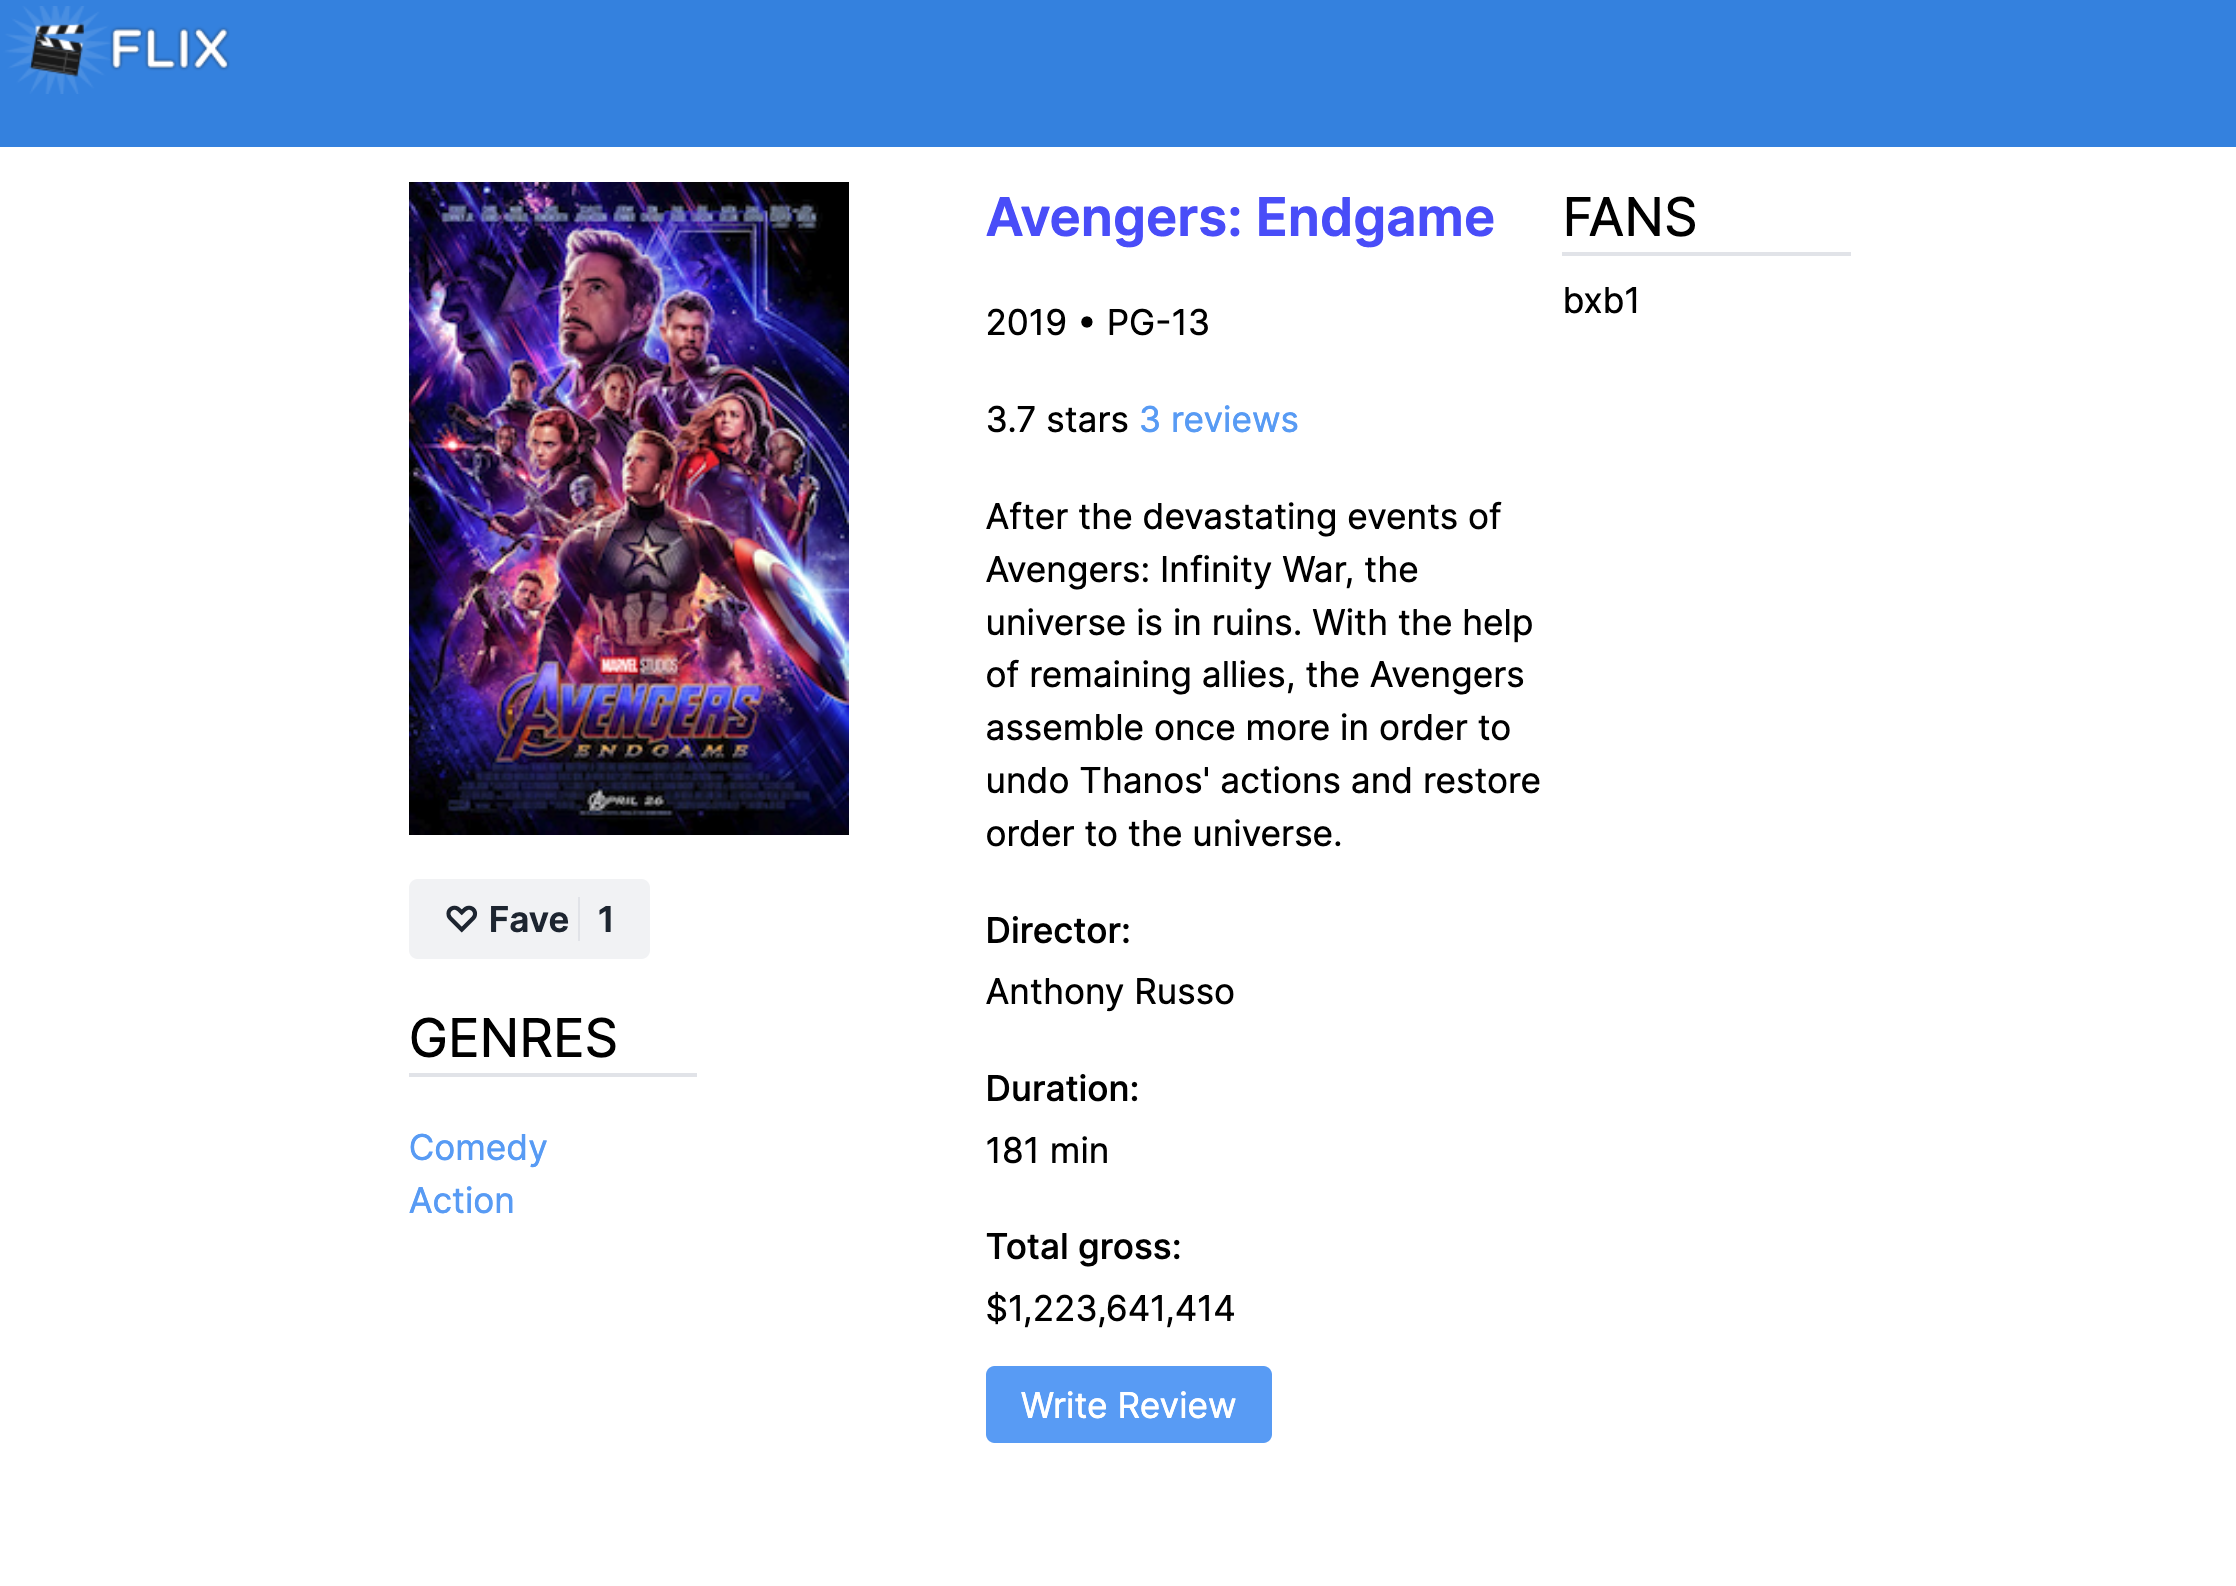 FLIX
MARVEL STUDIOS
AVENGERS
ENDGAME
APRIL 26
♡ Fave 1
GENRES
Comedy
Action
Avengers: Endgame
2019 • PG-13
3.7 stars 3 reviews
After the devastating events of
Avengers: Infinity War, the
universe is in ruins. With the help
of remaining allies, the Avengers
assemble once more in order to
undo Thanos' actions and restore
order to the universe.
Director:
Anthony Russo
Duration:
181 min
Total gross:
$1,223,641,414
Write Review
FANS
bxb1